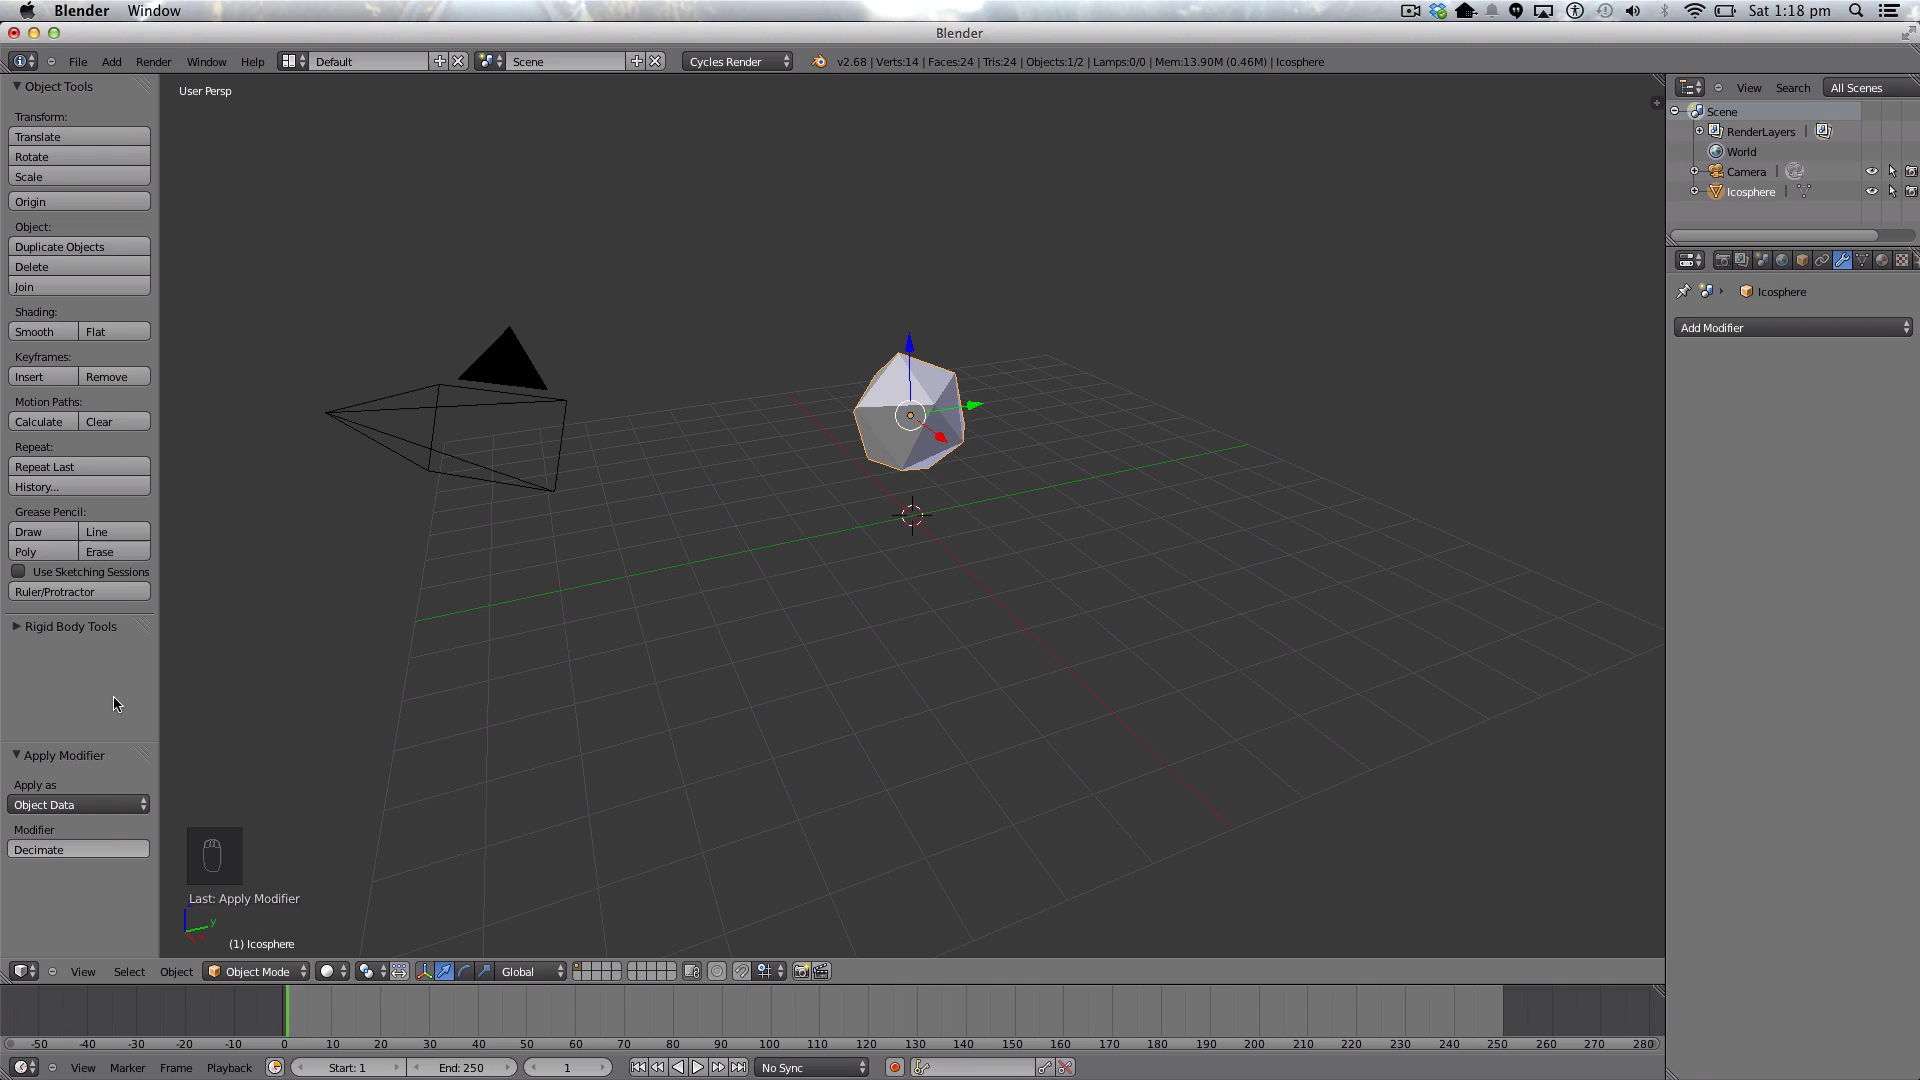 Blender Window Sat 1:18 pm
Blender
File Add Render Window Help Default Scene Cycles Render v2.68 | Verts:14 | Faces:24 | Tris:24 | Objects:1/2 | Lamps:0/0 | Mem:13.90M (0.46M) | Icosphere
Object Tools
Transform:
Translate
Rotate
Scale
Origin
Object:
Duplicate Objects
Delete
Join
Shading:
Smooth Flat
Keyframes:
Insert Remove
Motion Paths:
Calculate Clear
Repeat:
Repeat Last
History...
Grease Pencil:
Draw Line
Poly Erase
Use Sketching Sessions
Ruler/Protractor
Rigid Body Tools
Apply Modifier
Apply as
Object Data
Modifier
Decimate
User Persp
Last: Apply Modifier
y
(1) Icosphere
View Search All Scenes
Scene
RenderLayers |
World
Camera |
Icosphere |
Icosphere
Add Modifier
View Select Object Object Mode Global
-50 -40 -30 -20 -10 0 10 20 30 40 50 60 70 80 90 100 110 120 130 140 150 160 170 180 190 200 210 220 230 240 250 260 270 280
View Marker Frame Playback Start: 1 End: 250 1 No Sync